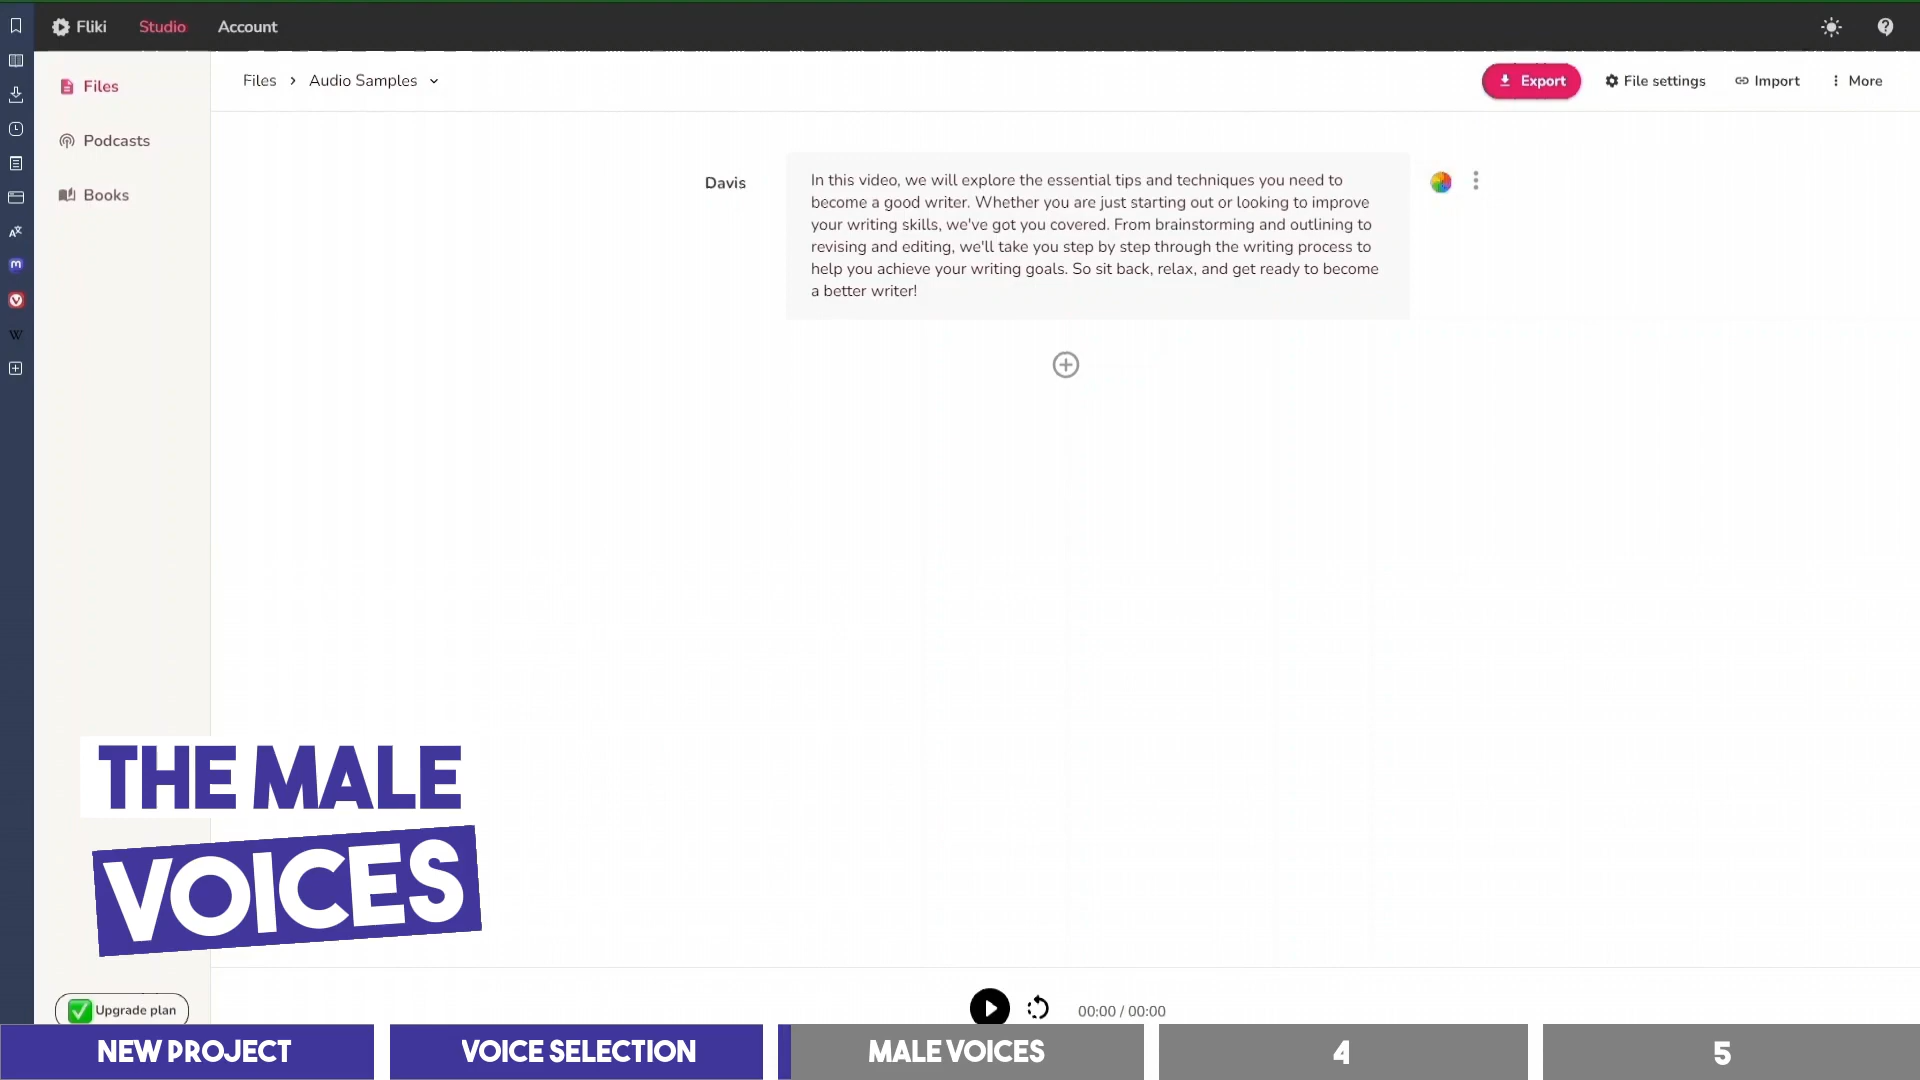 Fliki Studio Account
Files
Podcasts
Books
Files > Audio Samples
Export File settings Import More
Davis
In this video, we will explore the essential tips and techniques you need to
become a good writer. Whether you are just starting out or looking to improve
your writing skills, we've got you covered. From brainstorming and outlining to
revising and editing, we'll take you step by step through the writing process to
help you achieve your writing goals. So sit back, relax, and get ready to become
a better writer!
THE MALE
VOICES
Upgrade plan
00:00 / 00:00
NEW PROJECT
VOICE SELECTION
MALE VOICES
4
5